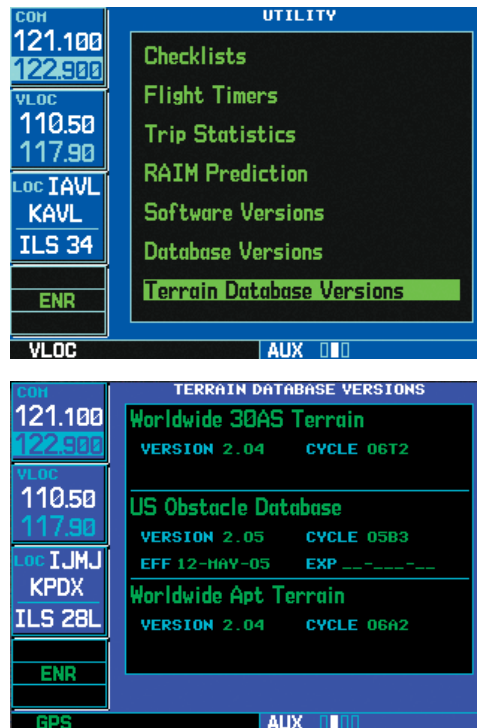 COM
121.100
122.900
VLOC
110.50
117.90
LOC IAVL
KAVL
ILS 34
ENR
VLOC
UTILITY
Checklists
Flight Timers
Trip Statistics
RAIM Prediction
Software Versions
Database Versions
Terrain Database Versions
AUX
COM
121.100
122.900
VLOC
110.50
117.90
LOC IJMJ
KPDX
ILS 28L
ENR
GPS
TERRAIN DATABASE VERSIONS
Worldwide 30AS Terrain
VERSION 2.04 CYCLE 06T2
US Obstacle Database
VERSION 2.05 CYCLE 05B3
EFF 12-MAY-05 EXP __-___-__
Worldwide Apt Terrain
VERSION 2.04 CYCLE 06A2
AUX